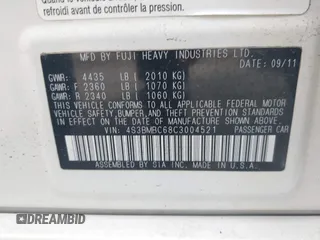 refroidi avant de contrôler la pression.
MFD BY FUJI HEAVY INDUSTRIES LTD.
DATE: 09/11
GVWR: 4435 LB ( 2010 KG)
GAWR: F 2360 LB ( 1070 KG)
GAWR: R 2340 LB ( 1060 KG)
PASSENGER CAR
THIS VEHICLE CONFORMS TO ALL APPLICABLE FEDERAL MOTOR VEHICLE
SAFETY, BUMPER, AND THEFT PREVENTION STANDARDS IN EFFECT
ON THE DATE OF MANUFACTURE SHOWN ABOVE.
VIN: 4S3BMBC68C3004521
ASSEMBLED BY SIA INC. MADE IN U.S.A.
DREAMBID